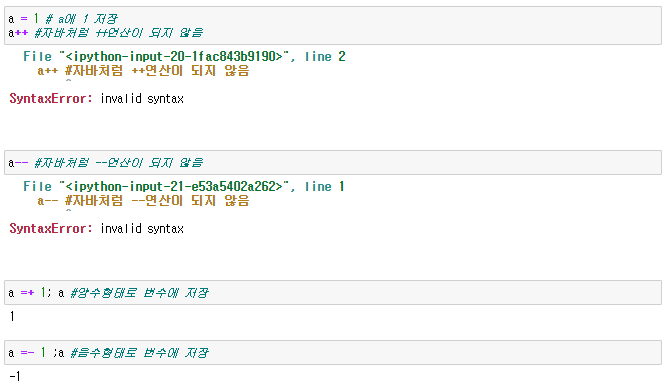 a = 1 # a에 1 저장
a++ #자바처럼 ++연산이 되지 않음
File "<ipython-input-20-1fac843b9190>", line 2
a++ #자바처럼 ++연산이 되지 않음
^
SyntaxError: invalid syntax
a-- #자바처럼 --연산이 되지 않음
File "<ipython-input-21-e53a5402a262>", line 1
a-- #자바처럼 --연산이 되지 않음
^
SyntaxError: invalid syntax
a =+ 1; a #양수형태로 변수에 저장
1
a =- 1 ;a #음수형태로 변수에 저장
-1